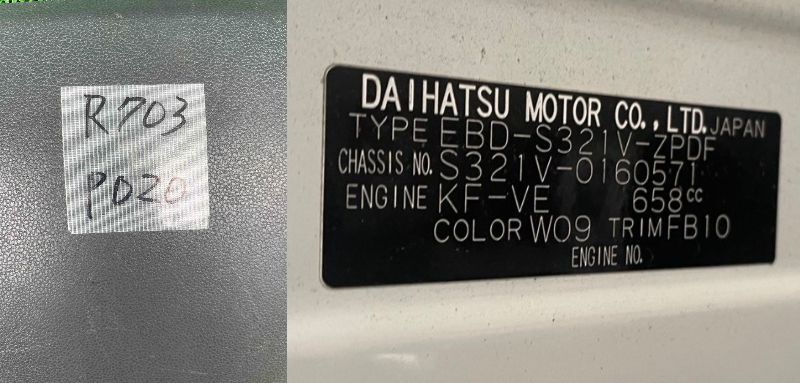 R703
P020
DAIHATSU MOTOR CO.,LTD. JAPAN
TYPE EBD-S321V-ZPDF
CHASSIS NO. S321V-0160571
ENGINE KF-VE 658cc
COLOR W09 TRIM FB10
ENGINE NO.